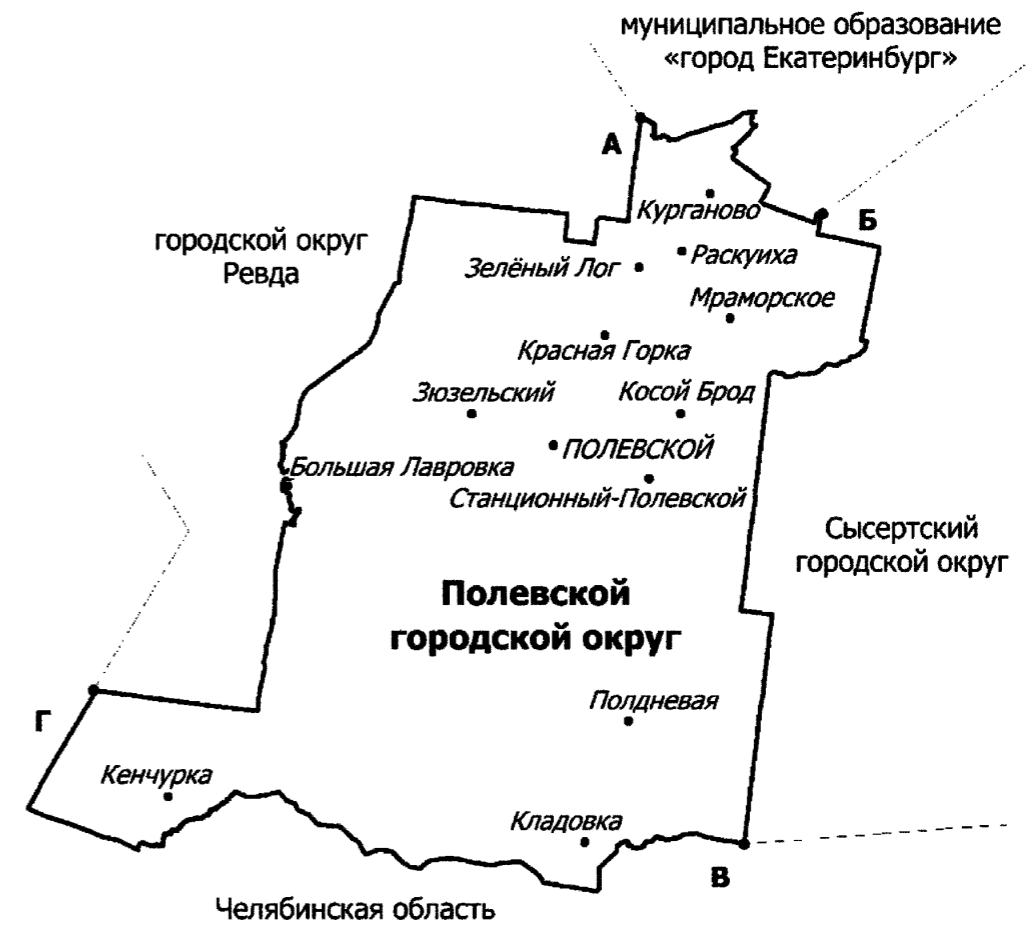 муниципальное образование
«город Екатеринбург»
А
Курганово
Б
городской округ
Ревда
Зелёный Лог
Раскуиха
Мраморское
Красная Горка
Зюзельский
Косой Брод
ПОЛЕВСКОЙ
Большая Лавровка
Станционный-Полевской
Сысертский
городской округ
Полевской
городской округ
Полдневая
Г
Кенчурка
Кладовка
В
Челябинская область